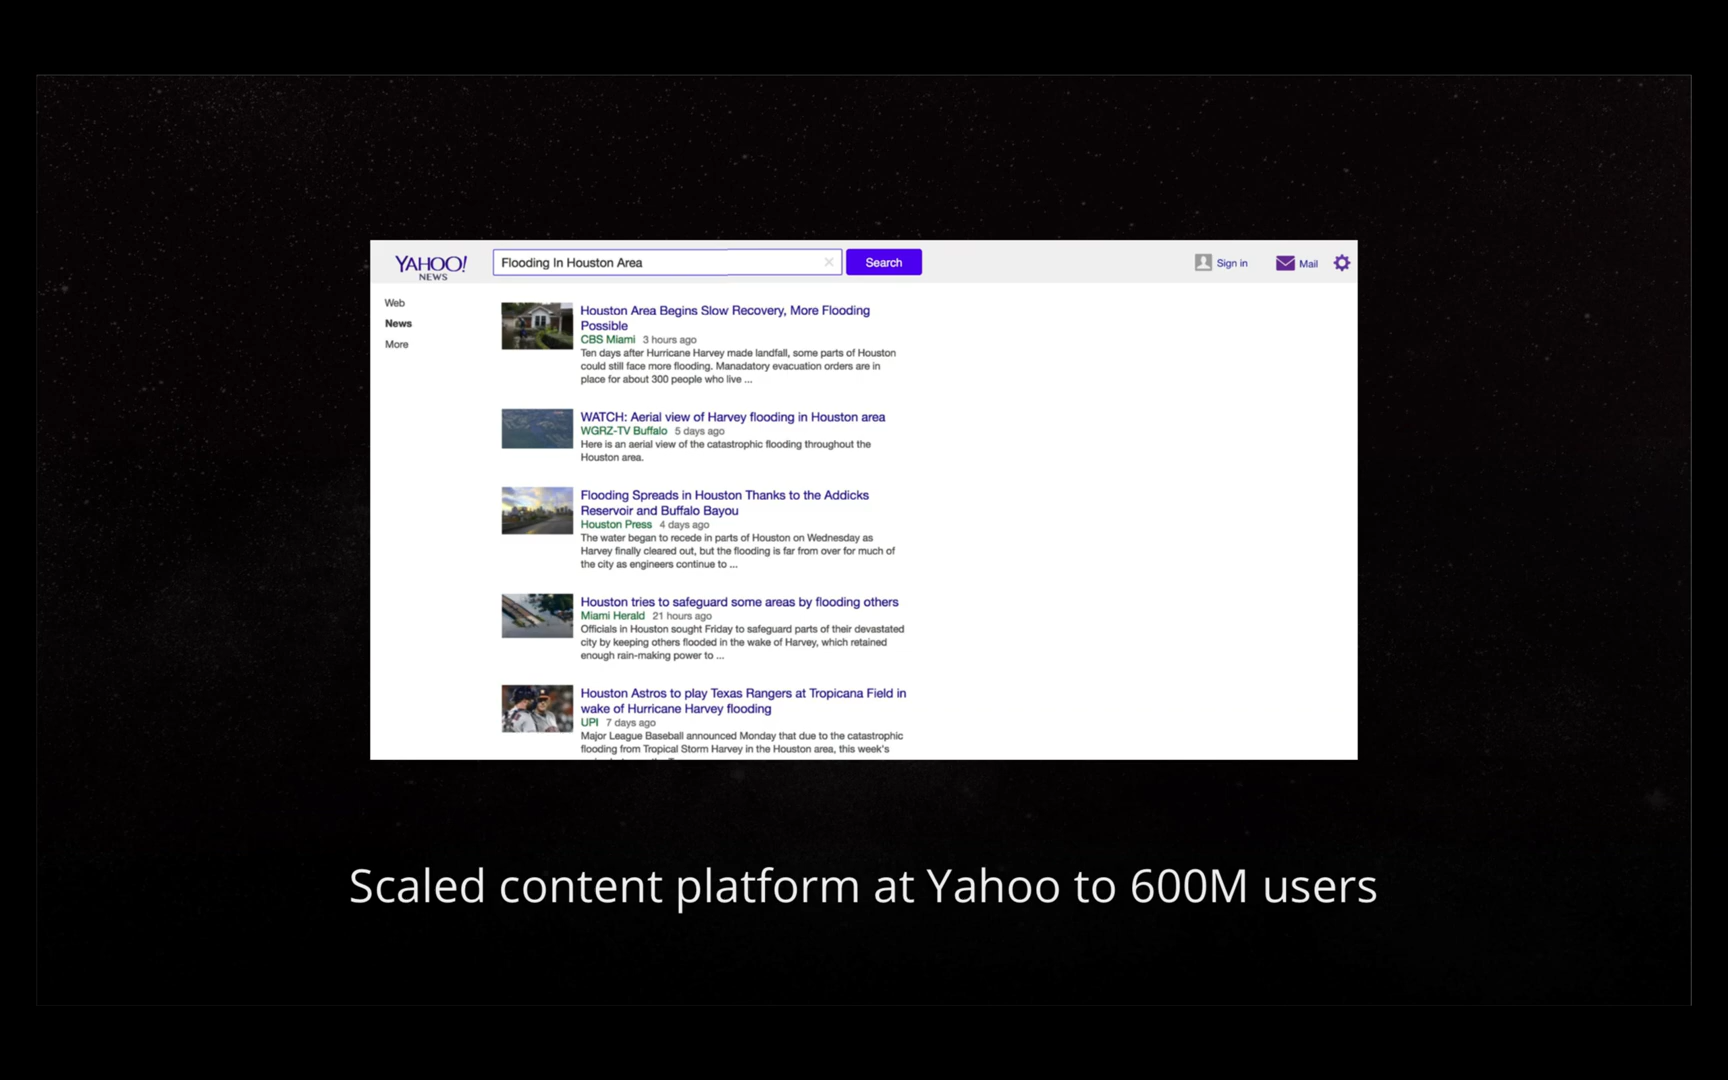 YAHOO!
NEWS
Flooding In Houston Area
Search
Sign in
Mail
Web
News
More
Houston Area Begins Slow Recovery, More Flooding
Possible
CBS Miami 3 hours ago
Ten days after Hurricane Harvey made landfall, some parts of Houston
could still face more flooding. Manadatory evacuation orders are in
place for about 300 people who live ...
WATCH: Aerial view of Harvey flooding in Houston area
WGRZ-TV Buffalo 5 days ago
Here is an aerial view of the catastrophic flooding throughout the
Houston area.
Flooding Spreads in Houston Thanks to the Addicks
Reservoir and Buffalo Bayou
Houston Press 4 days ago
The water began to recede in parts of Houston on Wednesday as
Harvey finally cleared out, but the flooding is far from over for much of
the city as engineers continue to ...
Houston tries to safeguard some areas by flooding others
Miami Herald 21 hours ago
Officials in Houston sought Friday to safeguard parts of their devastated
city by keeping others flooded in the wake of Harvey, which retained
enough rain-making power to ...
Houston Astros to play Texas Rangers at Tropicana Field in
wake of Hurricane Harvey flooding
UPI 7 days ago
Major League Baseball announced Monday that due to the catastrophic
flooding from Tropical Storm Harvey in the Houston area, this week's
Scaled content platform at Yahoo to 600M users